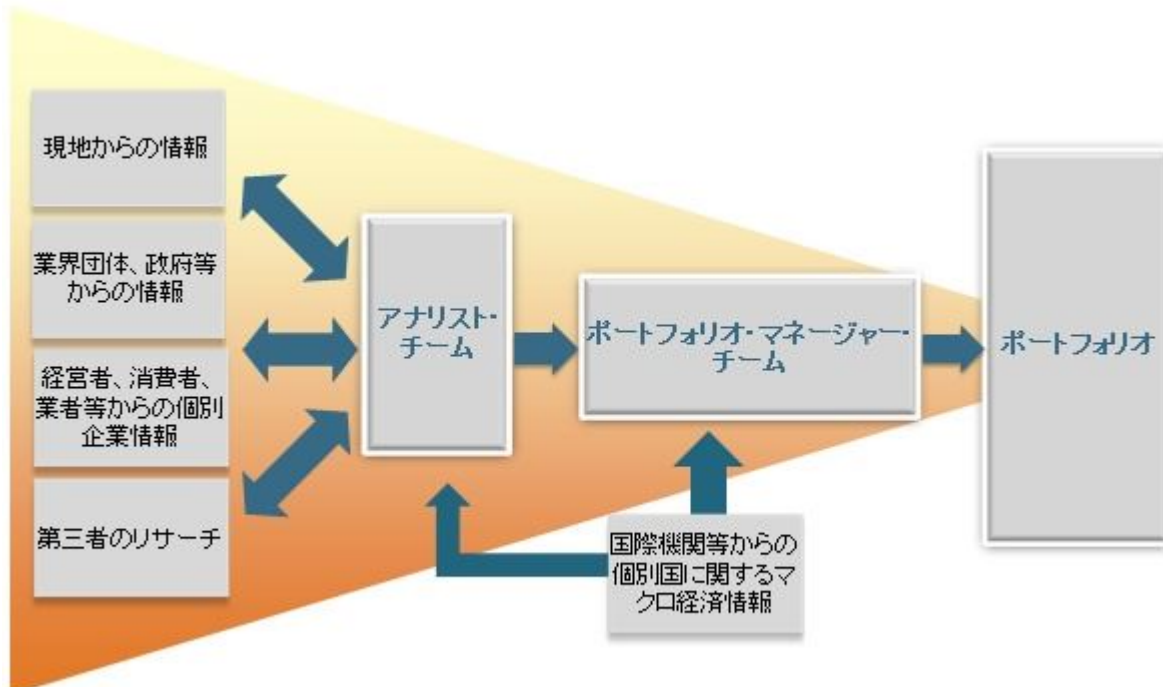 現地からの情報
業界団体、政府等
からの情報
経営者、消費者、
業者等からの個別
企業情報
第三者のリサーチ
アナリスト・
チーム
ポートフォリオ・マネージャー・
チーム
ポートフォリオ
国際機関等からの
個別国に関するマ
クロ経済情報